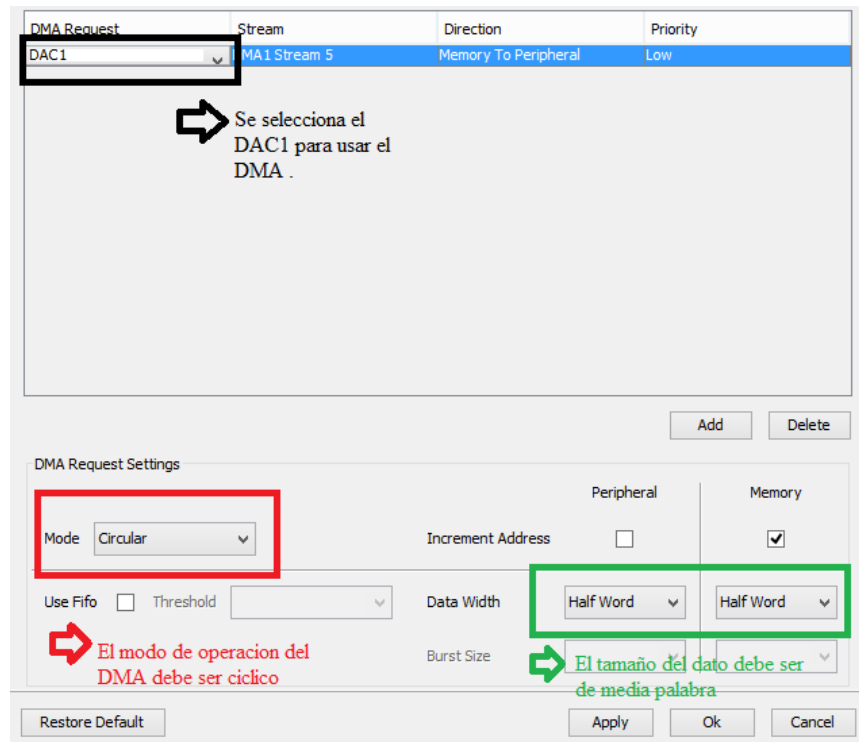 DMA Request Stream Direction Priority
DAC1 DMA1 Stream 5 Memory To Peripheral Low
Se selecciona el
DAC1 para usar el
DMA .
Add Delete
DMA Request Settings
Peripheral Memory
Mode Circular Increment Address
Use Fifo Threshold Data Width Half Word Half Word
El modo de operacion del
DMA debe ser ciclico
Burst Size
El tamaño del dato debe ser
de media palabra
Restore Default Apply Ok Cancel